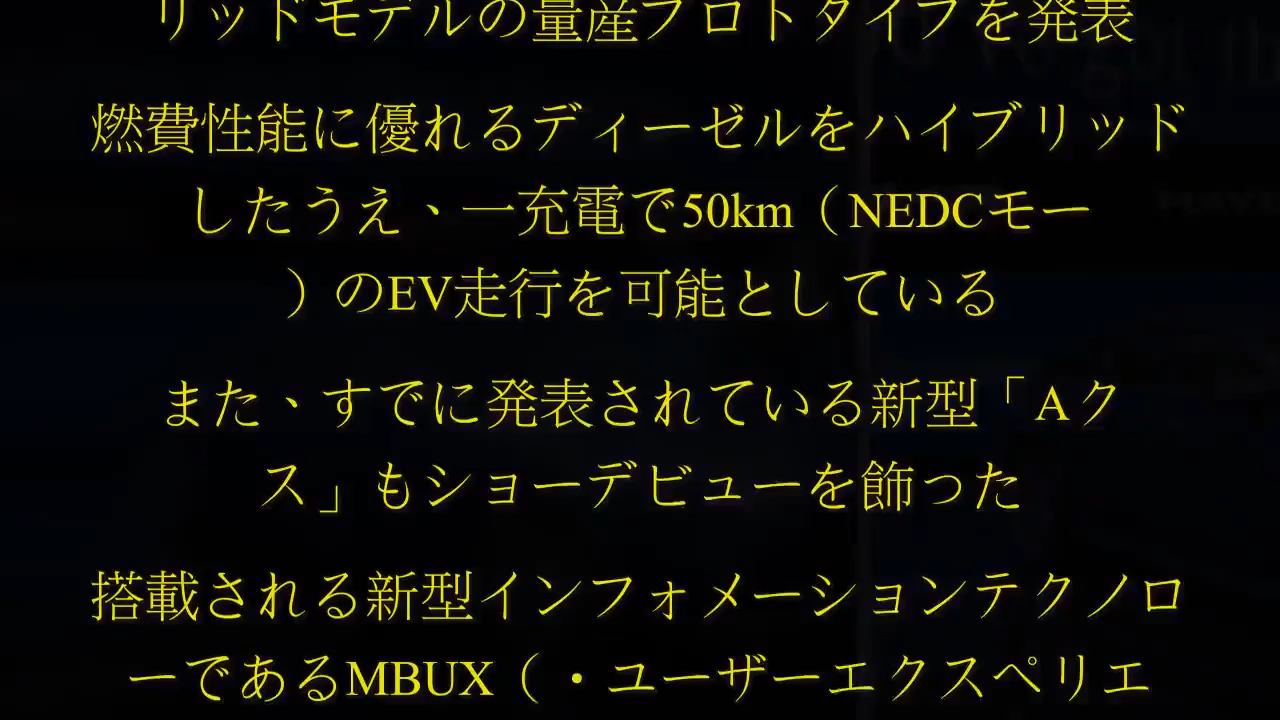 リッドモデルの量産プロトタイプを発表
燃費性能に優れるディーゼルをハイブリッド
したうえ、一充電で50km（NEDCモー
）のEV走行を可能としている
また、すでに発表されている新型「Aク
ス」もショーデビューを飾った
搭載される新型インフォメーションテクノロ
ーであるMBUX（・ユーザーエクスペリエ